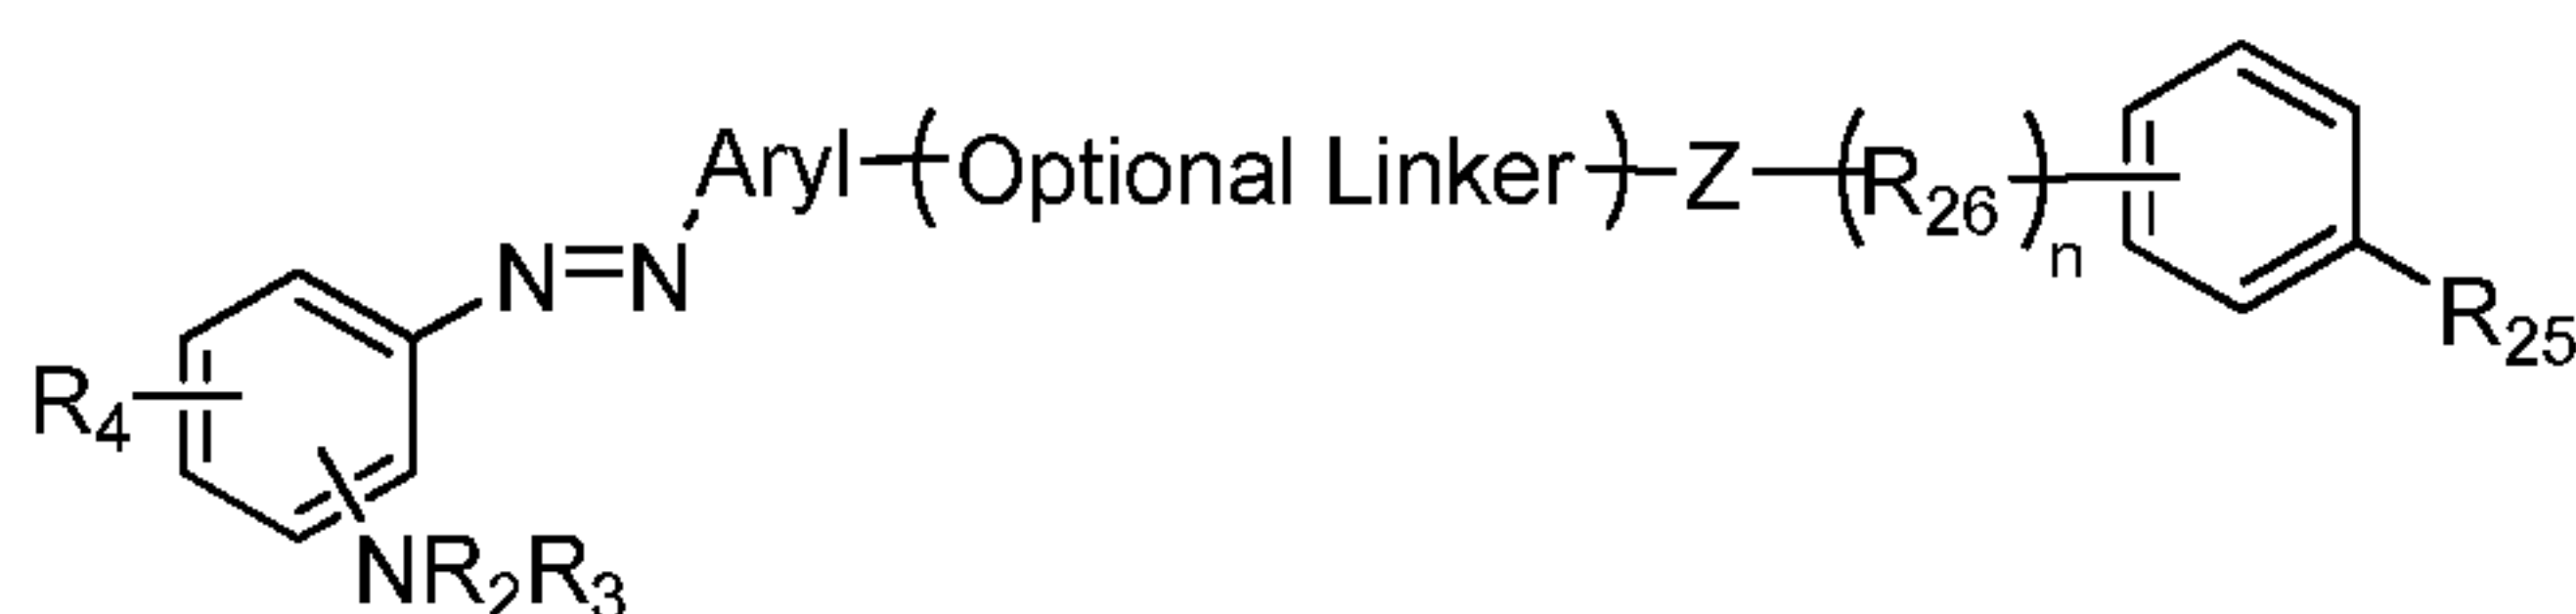 Aryl (Optional Linker) Z (R26)n
N=N
R25
R4
NR2R3